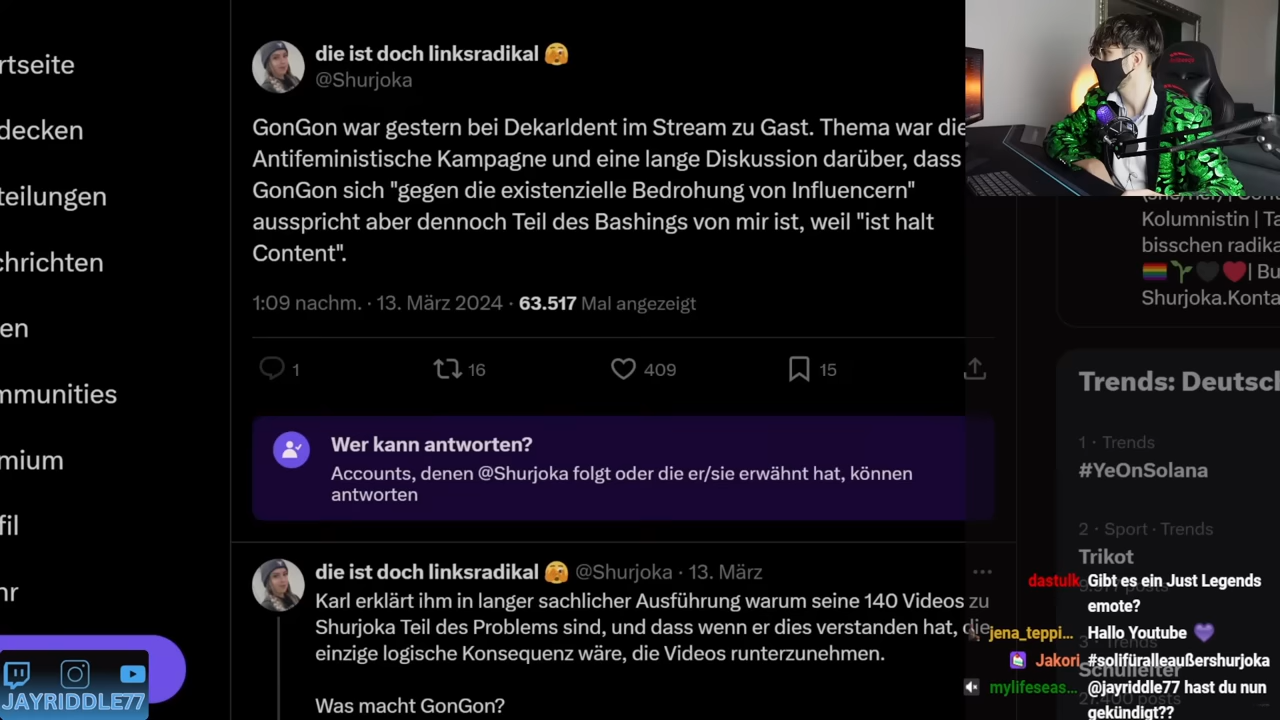 rtseite
decken
teilungen
chrichten
en
mmunities
mium
fil
hr
JAYRIDDLE77
die ist doch linksradikal
@Shurjoka
GonGon war gestern bei Dekarldent im Stream zu Gast. Thema war die
Antifeministische Kampagne und eine lange Diskussion darüber, dass
GonGon sich "gegen die existenzielle Bedrohung von Influencern"
ausspricht aber dennoch Teil des Bashings von mir ist, weil "ist halt
Content".
1:09 nachm. · 13. März 2024 · 63.517 Mal angezeigt
1 16 409 15
Wer kann antworten?
Accounts, denen @Shurjoka folgt oder die er/sie erwähnt hat, können
antworten
die ist doch linksradikal @Shurjoka · 13. März
Karl erklärt ihm in langer sachlicher Ausführung warum seine 140 Videos zu
Shurjoka Teil des Problems sind, und dass wenn er dies verstanden hat, die
einzige logische Konsequenz wäre, die Videos runterzunehmen.
Was macht GonGon?
Kolumnistin | Ta
bisschen radika
| Bu
Shurjoka.Konta
Trends: Deutscl
1 · Trends
#YeOnSolana
2 · Sport · Trends
Trikot
dastulk Gibt es ein Just Legends
emote?
jena_teppi... Hallo Youtube 💜
Jakori #solifüralleaußershurjoka
mylifeseas... @jayriddle77 hast du nun
gekündigt??